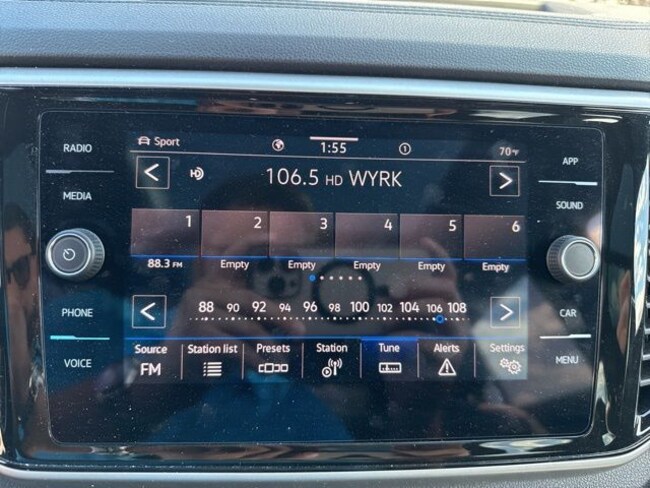 RADIO
MEDIA
PHONE
VOICE
Sport
1:55
1
70°F
106.5 HD WYRK
1 2 3 4 5 6
88.3 FM Empty Empty Empty Empty Empty
88 90 92 94 96 98 100 102 104 106 108
Source Station list Presets Station Tune Alerts Settings
FM
APP
SOUND
CAR
MENU